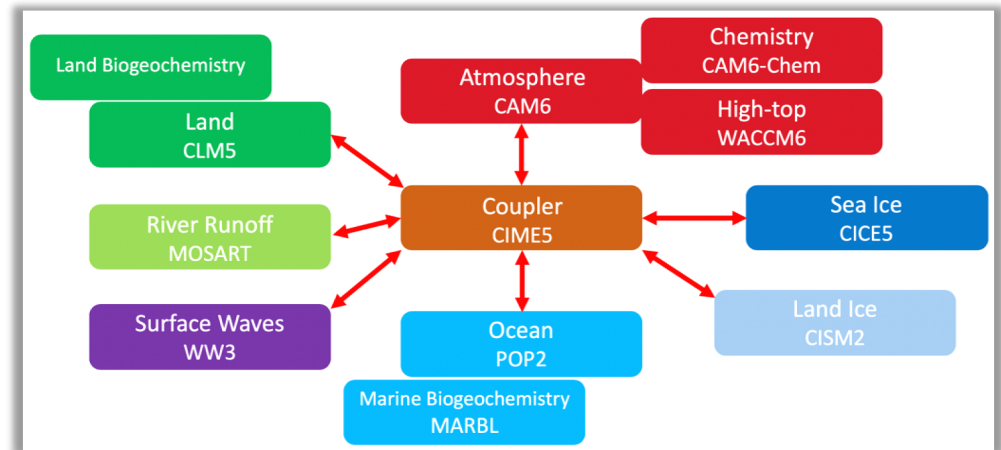 Land Biogeochemistry
Land
CLM5
Atmosphere
CAM6
Chemistry
CAM6-Chem
High-top
WACCM6
River Runoff
MOSART
Coupler
CIME5
Sea Ice
CICE5
Surface Waves
WW3
Ocean
POP2
Land Ice
CISM2
Marine Biogeochemistry
MARBL